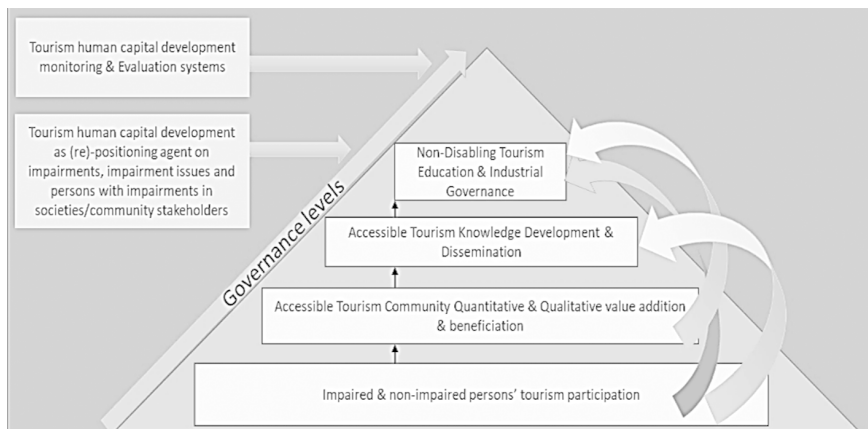 Tourism human capital development
monitoring & Evaluation systems
Tourism human capital development
as (re)-positioning agent on
impairments, impairment issues and
persons with impairments in
societies/community stakeholders
Governance levels
Non-Disabling Tourism
Education & Industrial
Governance
Accessible Tourism Knowledge Development &
Dissemination
Accessible Tourism Community Quantitative & Qualitative value addition
& beneficiation
Impaired & non-impaired persons’ tourism participation